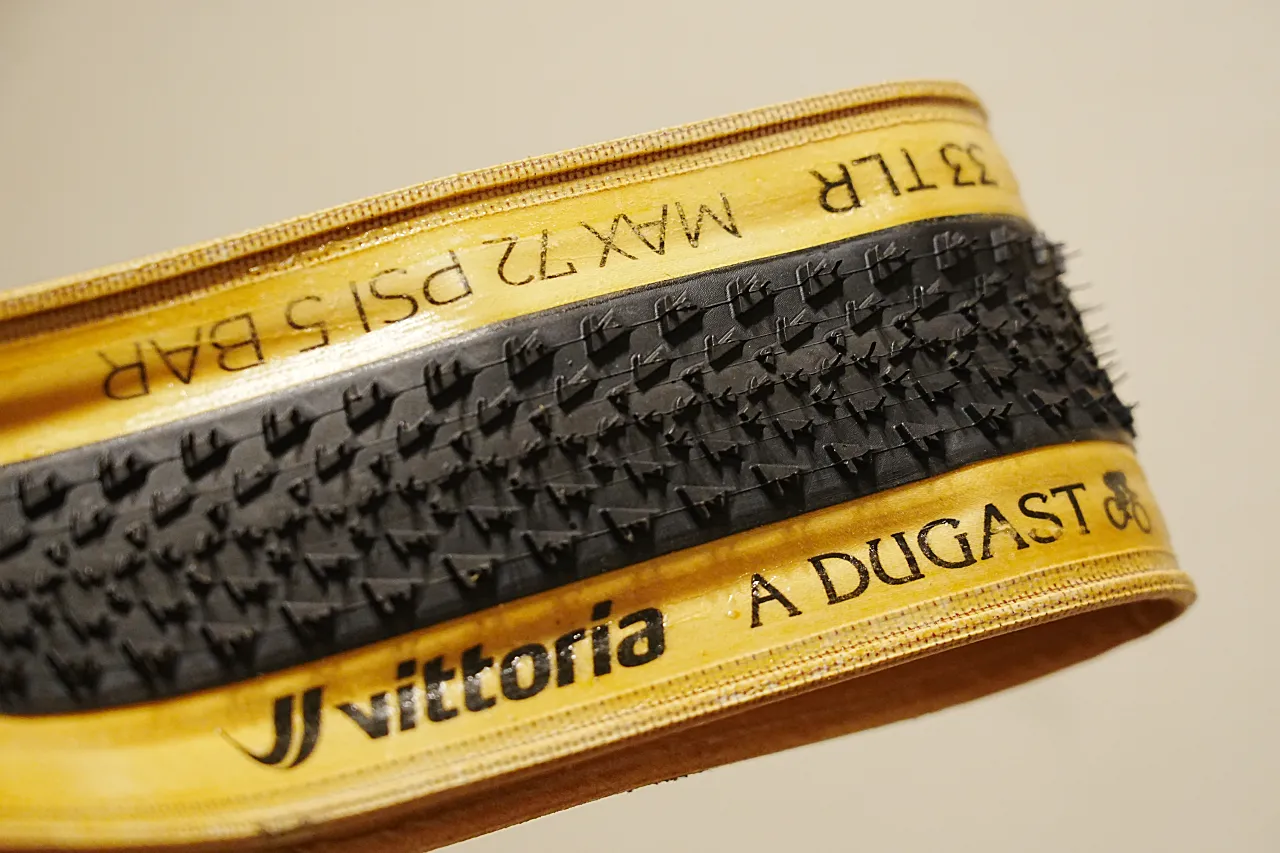 33 TLR MAX 72 PSI 5 BAR
vittoria A DUGAST